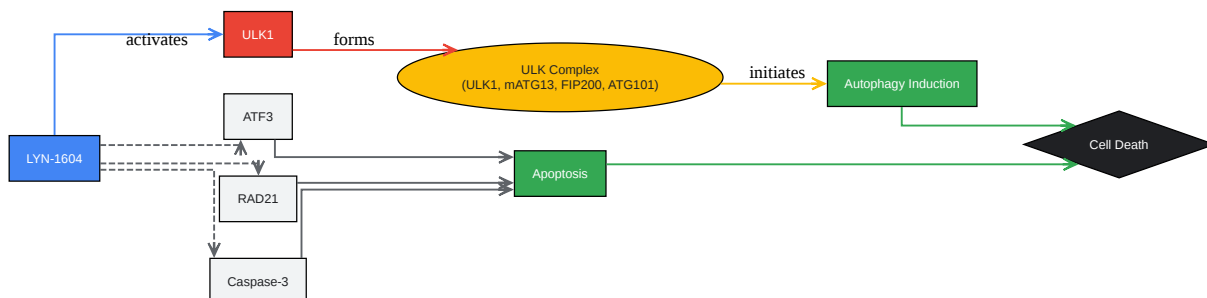 activates
ULK1
forms
ULK Complex
(ULK1, mATG13, FIP200, ATG101)
initiates
Autophagy Induction
ATF3
LYN-1604
Cell Death
Apoptosis
RAD21
Caspase-3